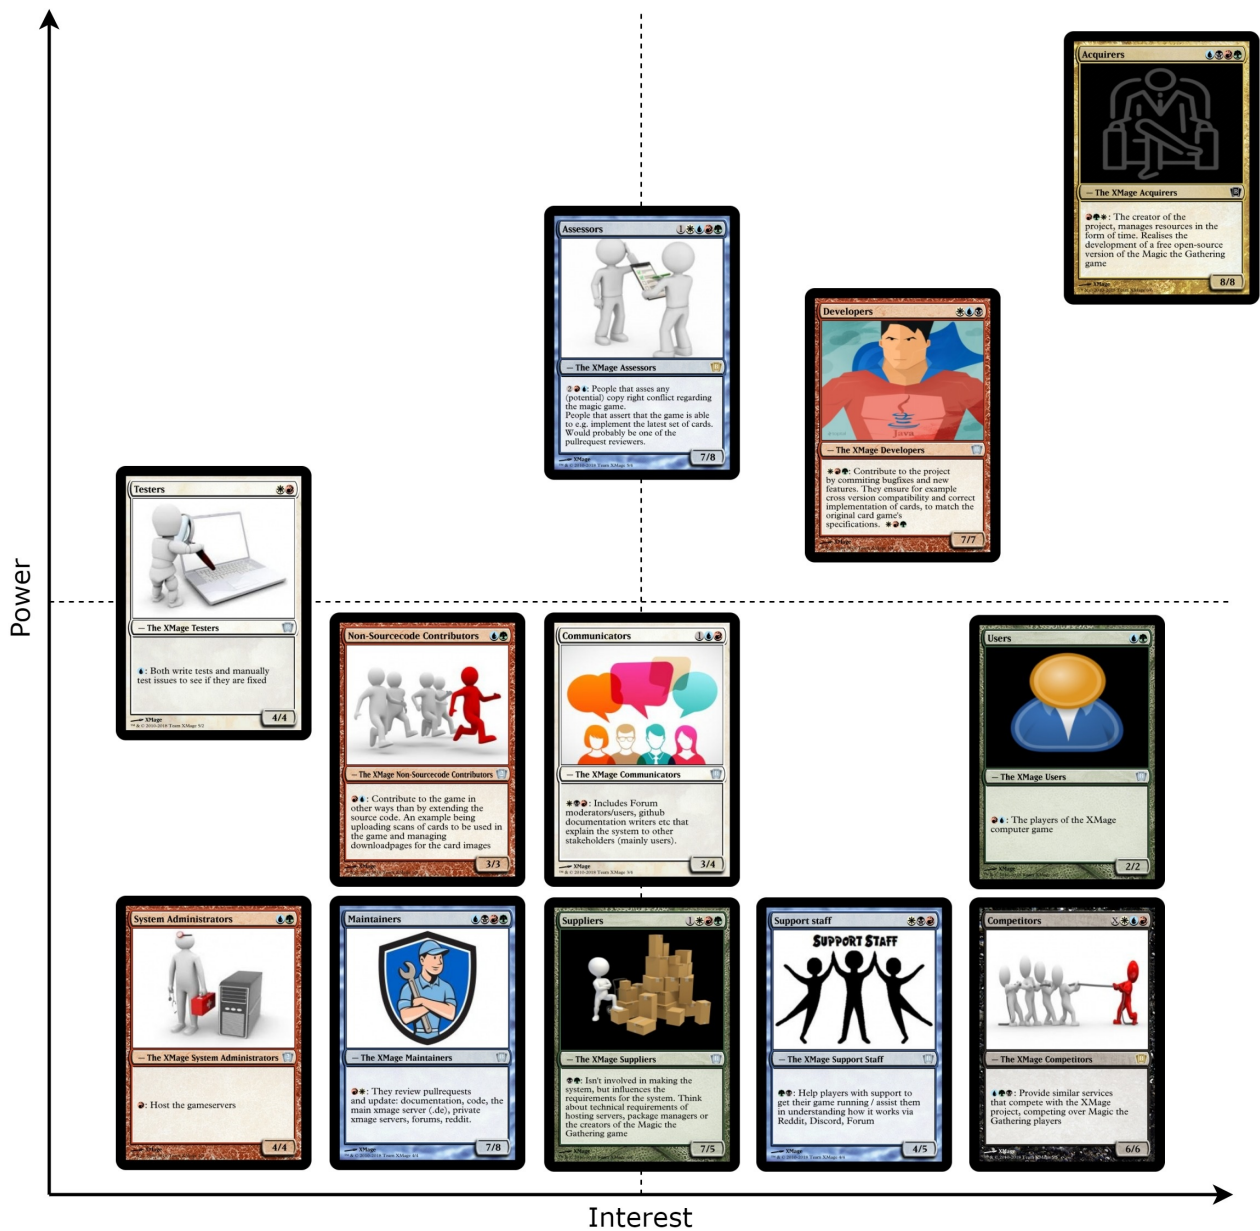 Acquirers
— The XMage Acquirers
: The creator of the
project, manages resources in the
form of time. Realises the
development of a free open-source
version of the Magic the Gathering
game
8/8
XMage
Assessors
1
— The XMage Assessors
2 : People that asses any
(potential) copy right conflict regarding
the magic game.
People that assert that the game is able
to e.g. implement the latest set of cards.
Would probably be one of the
pullrequest reviewers.
7/8
XMage
Developers
Java
— The XMage Developers
: Contribute to the project
by commiting bugfixes and new
features. They ensure for example
cross version compatibility and correct
implementation of cards, to match the
original card game's
specifications.
7/7
XMage
Testers
— The XMage Testers
: Both write tests and manually
test issues to see if they are fixed
4/4
XMage
Power
Non-Sourcecode Contributors
— The XMage Non-Sourcecode Contributors
: Contribute to the game in
other ways than by extending the
source code. An example being
uploading scans of cards to be used in
the game and managing
downloadpages for the card images
3/3
XMage
Communicators
1
— The XMage Communicators
: Includes Forum
moderators/users, github
documentation writers etc that
explain the system to other
stakeholders (mainly users).
3/4
XMage
Users
— The XMage Users
: The players of the XMage
computer game
2/2
XMage
System Administrators
— The XMage System Administrators
: Host the gameservers
4/4
XMage
Maintainers
— The XMage Maintainers
: They review pullrequests
and update: documentation, code, the
main xmage server (.de), private
xmage servers, forums, reddit.
7/8
XMage
Suppliers
1
— The XMage Suppliers
: Isn't involved in making the
system, but influences the
requirements for the system. Think
about technical requirements of
hosting servers, package managers or
the creators of the Magic the
Gathering game
7/5
XMage
Support staff
SUPPORT STAFF
— The XMage Support Staff
: Help players with support to
get their game running / assist them
in understanding how it works via
Reddit, Discord, Forum
4/5
XMage
Competitors
X
— The XMage Competitors
: Provide similar services
that compete with the XMage
project, competing over Magic the
Gathering players
6/6
XMage
Interest